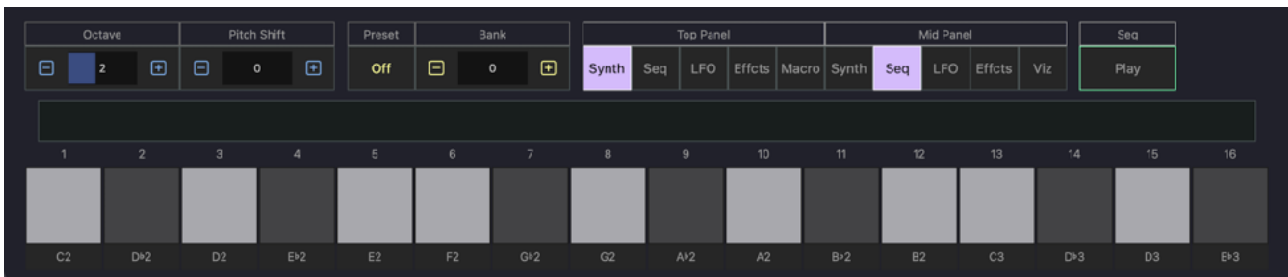 Octave Pitch Shift Preset Bank Top Panel Mid Panel Seq
2 0 Off 0 Synth Seq LFO Effcts Macro Synth Seq LFO Effcts Viz Play
1 2 3 4 5 6 7 8 9 10 11 12 13 14 15 16
C2 D♭2 D2 E♭2 E2 F2 G♭2 G2 A♭2 A2 B♭2 B2 C3 D♭3 D3 E♭3